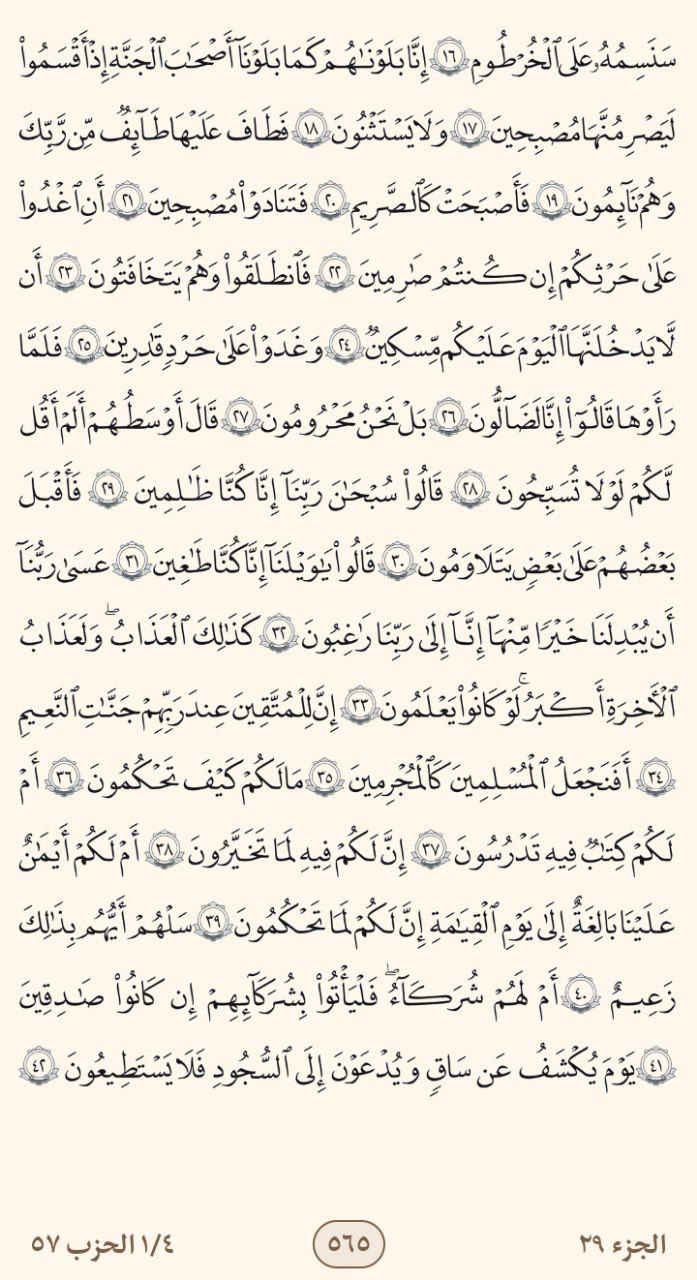 سَنَسِمُهُۥ عَلَى ٱلْخُرْطُومِ ١٦ إِنَّا بَلَوْنَـٰهُمْ كَمَا بَلَوْنَآ أَصْحَـٰبَ ٱلْجَنَّةِ إِذْ أَقْسَمُوا۟
لَيَصْرِمُنَّهَا مُصْبِحِينَ ١٧ وَلَا يَسْتَثْنُونَ ١٨ فَطَافَ عَلَيْهَا طَآئِفٌ مِّن رَّبِّكَ
وَهُمْ نَآئِمُونَ ١٩ فَأَصْبَحَتْ كَٱلصَّرِيمِ ٢٠ فَتَنَادَوْا۟ مُصْبِحِينَ ٢١ أَنِ ٱغْدُوا۟
عَلَىٰ حَرْثِكُمْ إِن كُنتُمْ صَـٰرِمِينَ ٢٢ فَٱنطَلَقُوا۟ وَهُمْ يَتَخَـٰفَتُونَ ٢٣ أَن
لَّا يَدْخُلَنَّهَا ٱلْيَوْمَ عَلَيْكُم مِّسْكِينٌ ٢٤ وَغَدَوْا۟ عَلَىٰ حَرْدٍ قَـٰدِرِينَ ٢٥ فَلَمَّا
رَأَوْهَا قَالُوٓا۟ إِنَّا لَضَآلُّونَ ٢٦ بَلْ نَحْنُ مَحْرُومُونَ ٢٧ قَالَ أَوْسَطُهُمْ أَلَمْ أَقُل
لَّكُمْ لَوْلَا تُسَبِّحُونَ ٢٨ قَالُوا۟ سُبْحَـٰنَ رَبِّنَآ إِنَّا كُنَّا ظَـٰلِمِينَ ٢٩ فَأَقْبَلَ
بَعْضُهُمْ عَلَىٰ بَعْضٍ يَتَلَـٰوَمُونَ ٣٠ قَالُوا۟ يَـٰوَيْلَنَآ إِنَّا كُنَّا طَـٰغِينَ ٣١ عَسَىٰ رَبُّنَآ
أَن يُبْدِلَنَا خَيْرًا مِّنْهَآ إِنَّآ إِلَىٰ رَبِّنَا رَٰغِبُونَ ٣٢ كَذَٰلِكَ ٱلْعَذَابُ ۖ وَلَعَذَابُ
ٱلْـَٔاخِرَةِ أَكْبَرُ ۚ لَوْ كَانُوا۟ يَعْلَمُونَ ٣٣ إِنَّ لِلْمُتَّقِينَ عِندَ رَبِّهِمْ جَنَّـٰتِ ٱلنَّعِيمِ
٣٤ أَفَنَجْعَلُ ٱلْمُسْلِمِينَ كَٱلْمُجْرِمِينَ ٣٥ مَا لَكُمْ كَيْفَ تَحْكُمُونَ ٣٦ أَمْ
لَكُمْ كِتَـٰبٌ فِيهِ تَدْرُسُونَ ٣٧ إِنَّ لَكُمْ فِيهِ لَمَا تَخَيَّرُونَ ٣٨ أَمْ لَكُمْ أَيْمَـٰنٌ
عَلَيْنَا بَـٰلِغَةٌ إِلَىٰ يَوْمِ ٱلْقِيَـٰمَةِ إِنَّ لَكُمْ لَمَا تَحْكُمُونَ ٣٩ سَلْهُمْ أَيُّهُم بِذَٰلِكَ
زَعِيمٌ ٤٠ أَمْ لَهُمْ شُرَكَآءُ ۖ فَلْيَأْتُوا۟ بِشُرَكَآئِهِمْ إِن كَانُوا۟ صَـٰدِقِينَ
٤١ يَوْمَ يُكْشَفُ عَن سَاقٍ وَيُدْعَوْنَ إِلَى ٱلسُّجُودِ فَلَا يَسْتَطِيعُونَ ٤٢
الجزء ٢٩ ٥٦٥ ١/٤ الحزب ٥٧